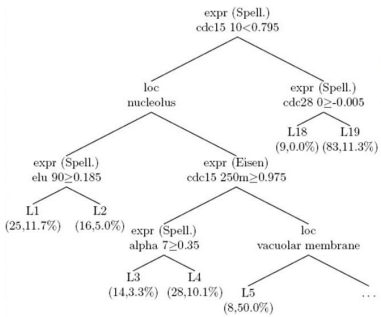 expr (Spell.)
cdc15 10<0.795
loc
nucleolus
expr (Spell.)
cdc28 0≥-0.005
L18
L19
(9,0.0%)
(83,11.3%)
expr (Spell.)
elu 90≥0.185
expr (Eisen)
cdc15 250m≥0.975
L1
L2
(25,11.7%)
(16,5.0%)
expr (Spell.)
alpha 7≥0.35
loc
vacuolar membrane
L3
L4
(14,3.3%)
(28,10.1%)
L5
(8,50.0%)
...